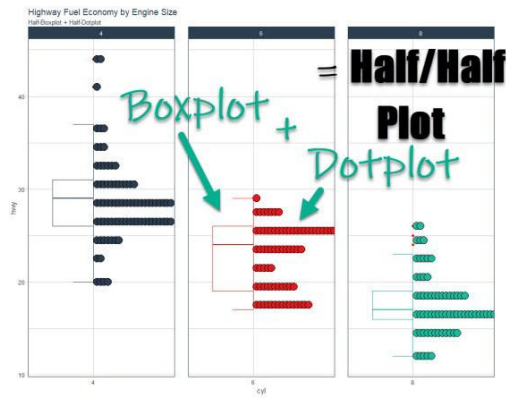 Highway Fuel Economy by Engine Size
Half-Boxplot + Half-Dotplot
4
6
8
= Half/Half
Plot
Boxplot
+
Dotplot
40
30
20
10
hwy
4
6
8
cyl